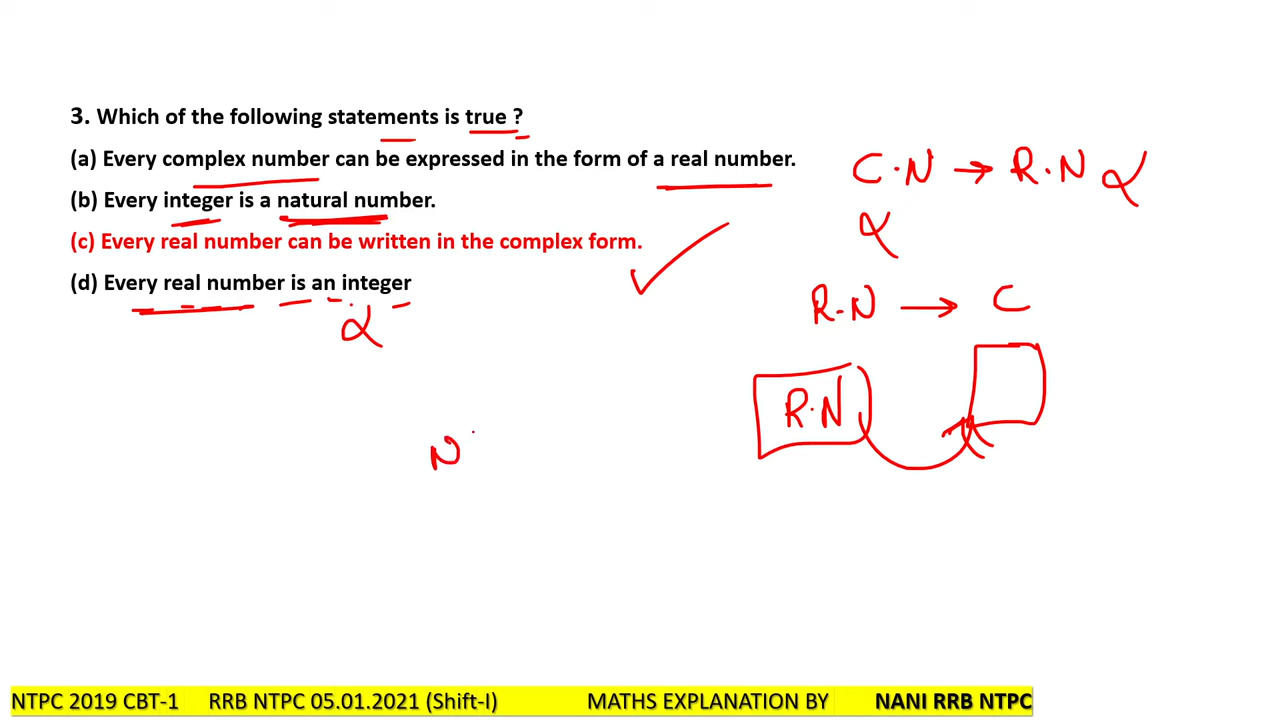 3. Which of the following statements is true ?
(a) Every complex number can be expressed in the form of a real number.
(b) Every integer is a natural number.
(c) Every real number can be written in the complex form.
(d) Every real number is an integer
C.N → R.N
R.N → C
R.N
N
NTPC 2019 CBT-1 RRB NTPC 05.01.2021 (Shift-I) MATHS EXPLANATION BY NANI RRB NTPC